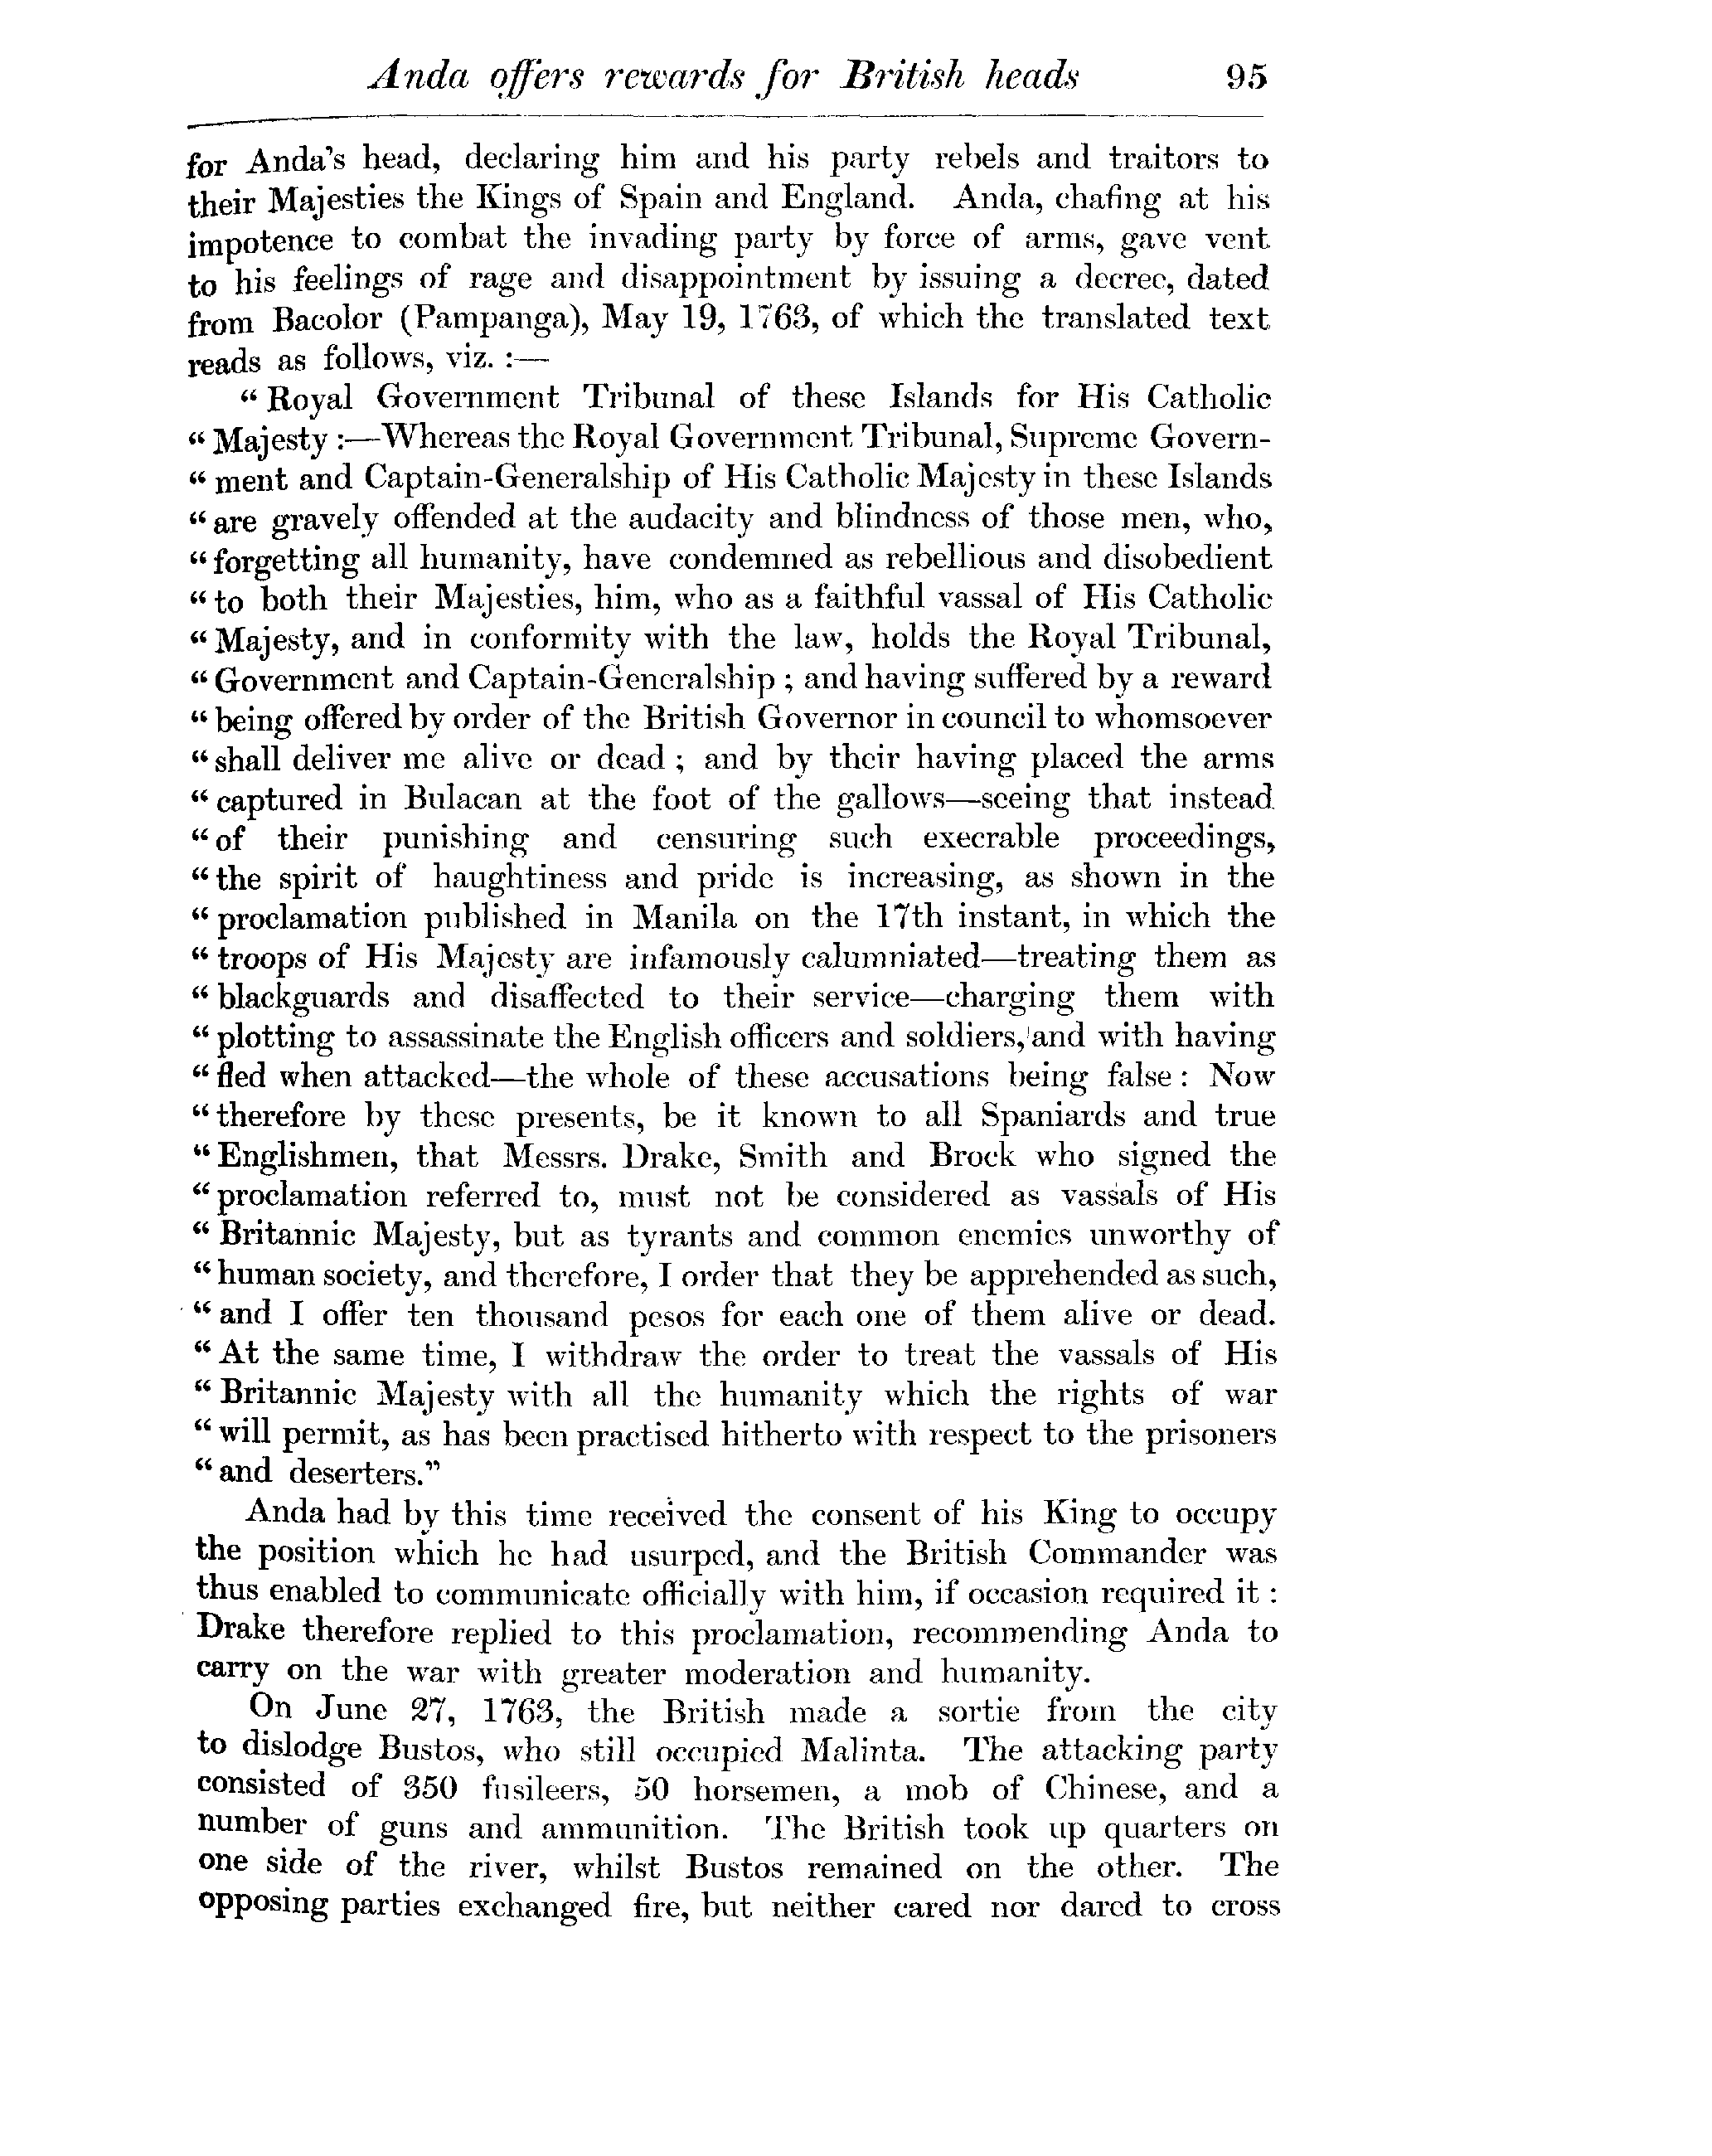 Anda offers rewards for British heads 95
for Anda's head, declaring him and his party rebels and traitors to
their Majesties the Kings of Spain and England. Anda, chafing at his
impotence to combat the invading party by force of arms, gave vent
to his feelings of rage and disappointment by issuing a decree, dated
from Bacolor (Pampanga), May 19, 1763, of which the translated text
reads as follows, viz. :—
“ Royal Government Tribunal of these Islands for His Catholic
“ Majesty :—Whereas the Royal Government Tribunal, Supreme Govern-
“ ment and Captain-Generalship of His Catholic Majesty in these Islands
“ are gravely offended at the audacity and blindness of those men, who,
“ forgetting all humanity, have condemned as rebellious and disobedient
“ to both their Majesties, him, who as a faithful vassal of His Catholic
“ Majesty, and in conformity with the law, holds the Royal Tribunal,
“ Government and Captain-Generalship ; and having suffered by a reward
“ being offered by order of the British Governor in council to whomsoever
“ shall deliver me alive or dead ; and by their having placed the arms
“ captured in Bulacan at the foot of the gallows—seeing that instead
“ of their punishing and censuring such execrable proceedings,
“ the spirit of haughtiness and pride is increasing, as shown in the
“ proclamation published in Manila on the 17th instant, in which the
“ troops of His Majesty are infamously calumniated—treating them as
“ blackguards and disaffected to their service—charging them with
“ plotting to assassinate the English officers and soldiers, and with having
“ fled when attacked—the whole of these accusations being false : Now
“ therefore by these presents, be it known to all Spaniards and true
“ Englishmen, that Messrs. Drake, Smith and Brock who signed the
“ proclamation referred to, must not be considered as vassals of His
“ Britannic Majesty, but as tyrants and common enemies unworthy of
“ human society, and therefore, I order that they be apprehended as such,
“ and I offer ten thousand pesos for each one of them alive or dead.
“ At the same time, I withdraw the order to treat the vassals of His
“ Britannic Majesty with all the humanity which the rights of war
“ will permit, as has been practised hitherto with respect to the prisoners
“ and deserters.”
Anda had by this time received the consent of his King to occupy
the position which he had usurped, and the British Commander was
thus enabled to communicate officially with him, if occasion required it :
Drake therefore replied to this proclamation, recommending Anda to
carry on the war with greater moderation and humanity.
On June 27, 1763, the British made a sortie from the city
to dislodge Bustos, who still occupied Malinta. The attacking party
consisted of 350 fusileers, 50 horsemen, a mob of Chinese, and a
number of guns and ammunition. The British took up quarters on
one side of the river, whilst Bustos remained on the other. The
opposing parties exchanged fire, but neither cared nor dared to cross